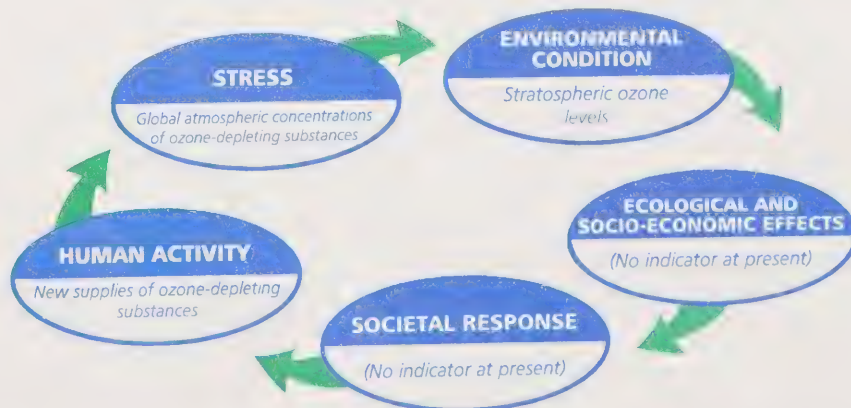 STRESS
Global atmospheric concentrations
of ozone-depleting substances
ENVIRONMENTAL
CONDITION
Stratospheric ozone
levels
ECOLOGICAL AND
SOCIO-ECONOMIC EFFECTS
(No indicator at present)
SOCIETAL RESPONSE
(No indicator at present)
HUMAN ACTIVITY
New supplies of ozone-depleting
substances